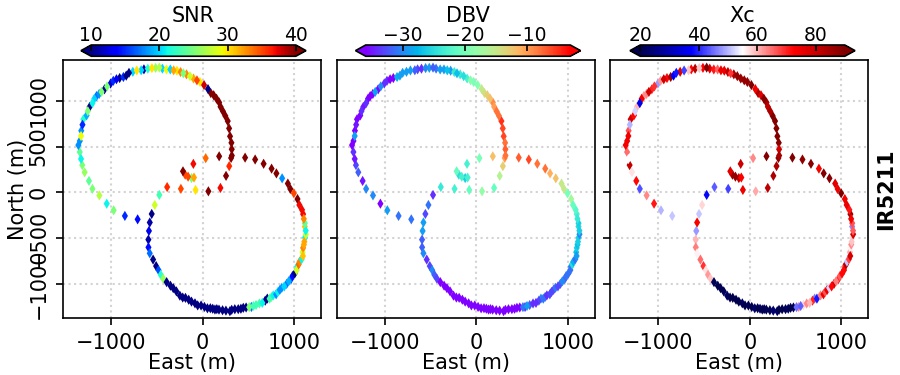 SNR DBV Xc
10 20 30 40 −30 −20 −10 20 40 60 80
North (m)
1000
500
0
−500
−1000
−1000 0 1000 −1000 0 1000 −1000 0 1000
East (m) East (m) East (m)
IR5211